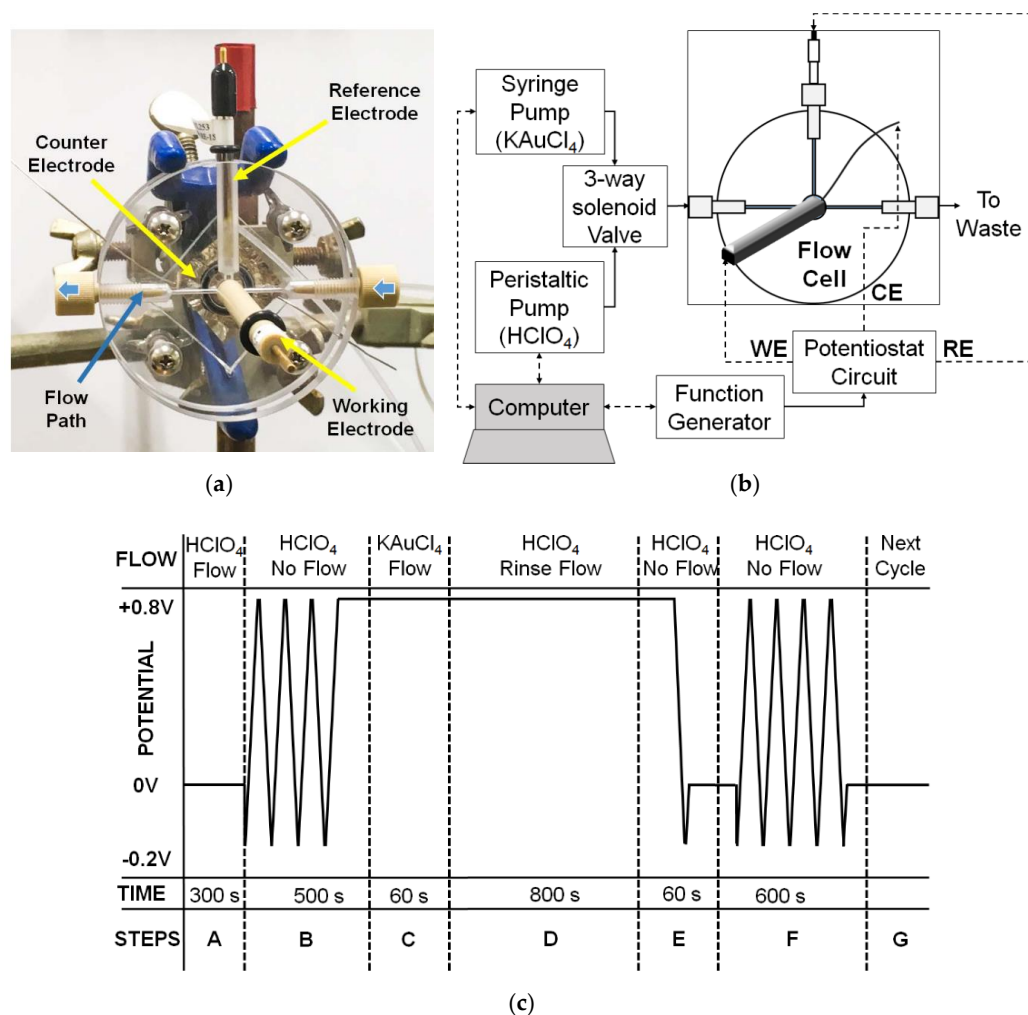 Reference
Electrode
Counter
Electrode
Flow
Path
Working
Electrode
(a)
Syringe
Pump
(KAuCl₄)
3-way
solenoid
Valve
Peristaltic
Pump
(HClO₄)
Computer
Function
Generator
Potentiostat
Circuit
WE
RE
CE
Flow
Cell
To
Waste
(b)
FLOW
HClO₄
Flow
HClO₄
No Flow
KAuCl₄
Flow
HClO₄
Rinse Flow
HClO₄
No Flow
HClO₄
No Flow
Next
Cycle
POTENTIAL
+0.8V
0V
-0.2V
TIME 300 s 500 s 60 s 800 s 60 s 600 s
STEPS A B C D E F G
(c)